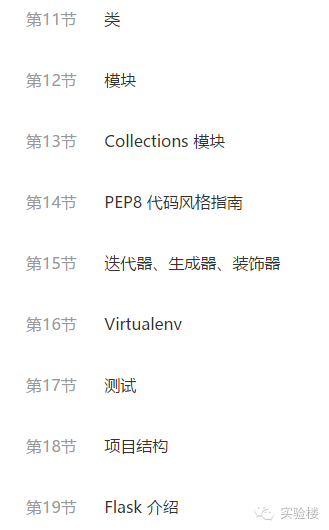 第11节 类
第12节 模块
第13节 Collections 模块
第14节 PEP8 代码风格指南
第15节 迭代器、生成器、装饰器
第16节 Virtualenv
第17节 测试
第18节 项目结构
第19节 Flask 介绍
实验楼